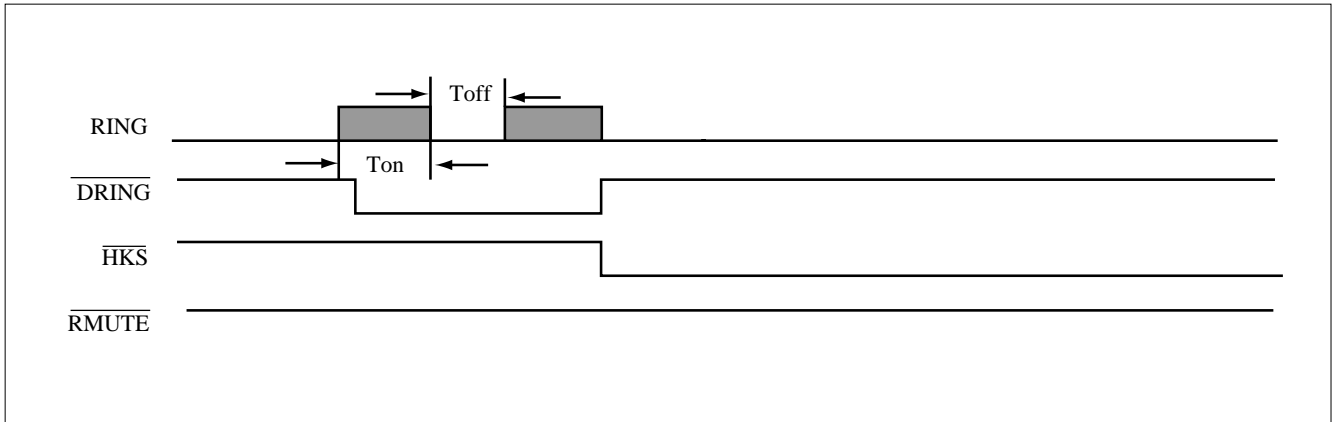 Toff
RING
Ton
DRING
HKS
RMUTE